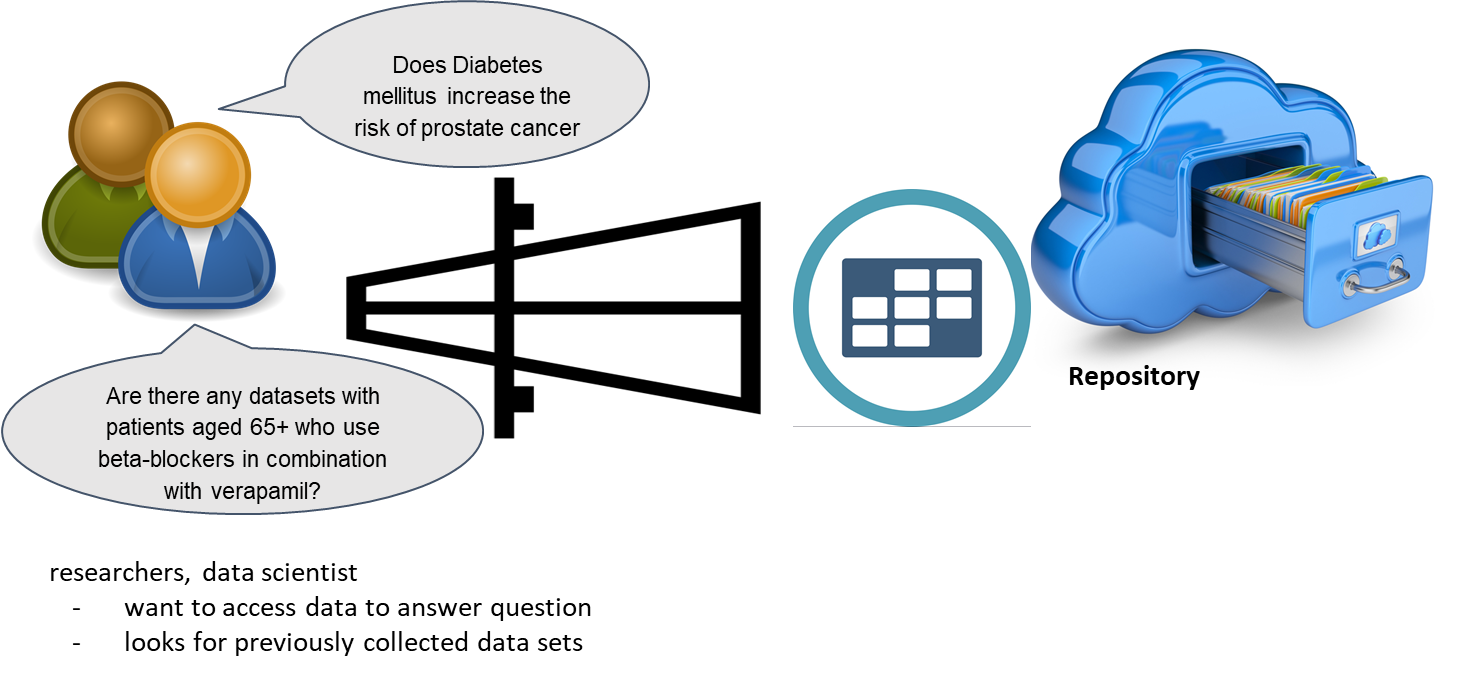 Does Diabetes
mellitus increase the
risk of prostate cancer
Repository
Are there any datasets with
patients aged 65+ who use
beta-blockers in combination
with verapamil?
researchers, data scientist
- want to access data to answer question
- looks for previously collected data sets